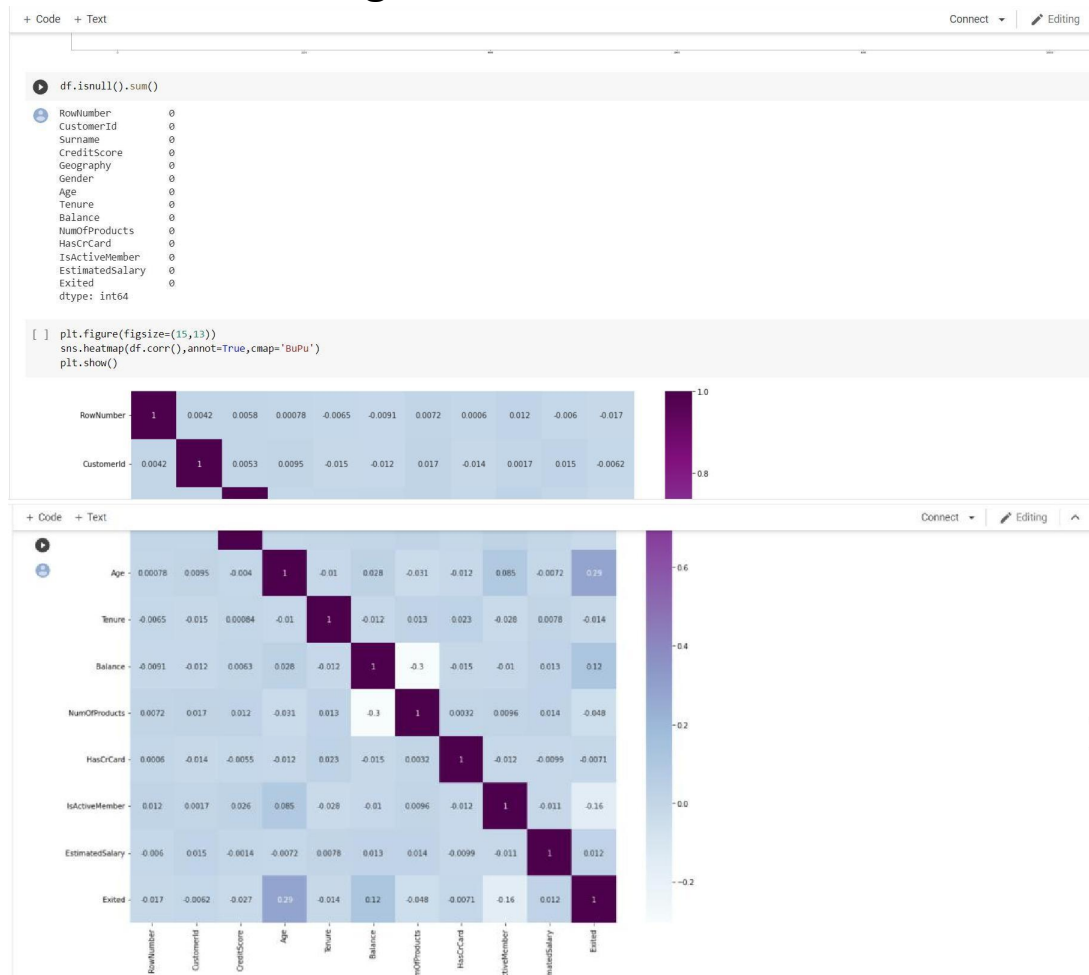 + Code + Text Connect Editing
df.isnull().sum()
RowNumber 0
CustomerId 0
Surname 0
CreditScore 0
Geography 0
Gender 0
Age 0
Tenure 0
Balance 0
NumOfProducts 0
HasCrCard 0
IsActiveMember 0
EstimatedSalary 0
Exited 0
dtype: int64
[ ] plt.figure(figsize=(15,13))
sns.heatmap(df.corr(),annot=True,cmap='BuPu')
plt.show()
1.0
RowNumber 1 0.0042 0.0058 0.00078 -0.0065 -0.0091 0.0072 0.0006 0.012 -0.006 -0.017
CustomerId 0.0042 1 0.0053 0.0095 -0.015 -0.012 0.017 -0.014 0.0017 0.015 -0.0062
0.8
+ Code + Text Connect Editing
0.6
Age 0.00078 0.0095 -0.004 1 -0.01 0.028 -0.031 -0.012 0.085 -0.0072 0.29
Tenure -0.0065 -0.015 0.00084 -0.01 1 -0.012 0.013 0.023 -0.028 0.0078 -0.014
0.4
Balance -0.0091 -0.012 0.0063 0.028 -0.012 1 -0.3 -0.015 -0.01 0.013 0.12
NumOfProducts 0.0072 0.017 0.012 -0.031 0.013 -0.3 1 0.0032 0.0096 0.014 -0.048
0.2
HasCrCard 0.0006 -0.014 -0.0055 -0.012 0.023 -0.015 0.0032 1 -0.012 -0.0099 -0.0071
IsActiveMember 0.012 0.0017 0.026 0.085 -0.028 -0.01 0.0096 -0.012 1 -0.011 -0.16
0.0
EstimatedSalary -0.006 0.015 -0.0014 -0.0072 0.0078 0.013 0.014 -0.0099 -0.011 1 0.012
-0.2
Exited -0.017 -0.0062 -0.027 0.29 -0.014 0.12 -0.048 -0.0071 -0.16 0.012 1
RowNumber CustomerId CreditScore Age Tenure Balance mOfProducts HasCrCard tiveMember matedSalary Exited